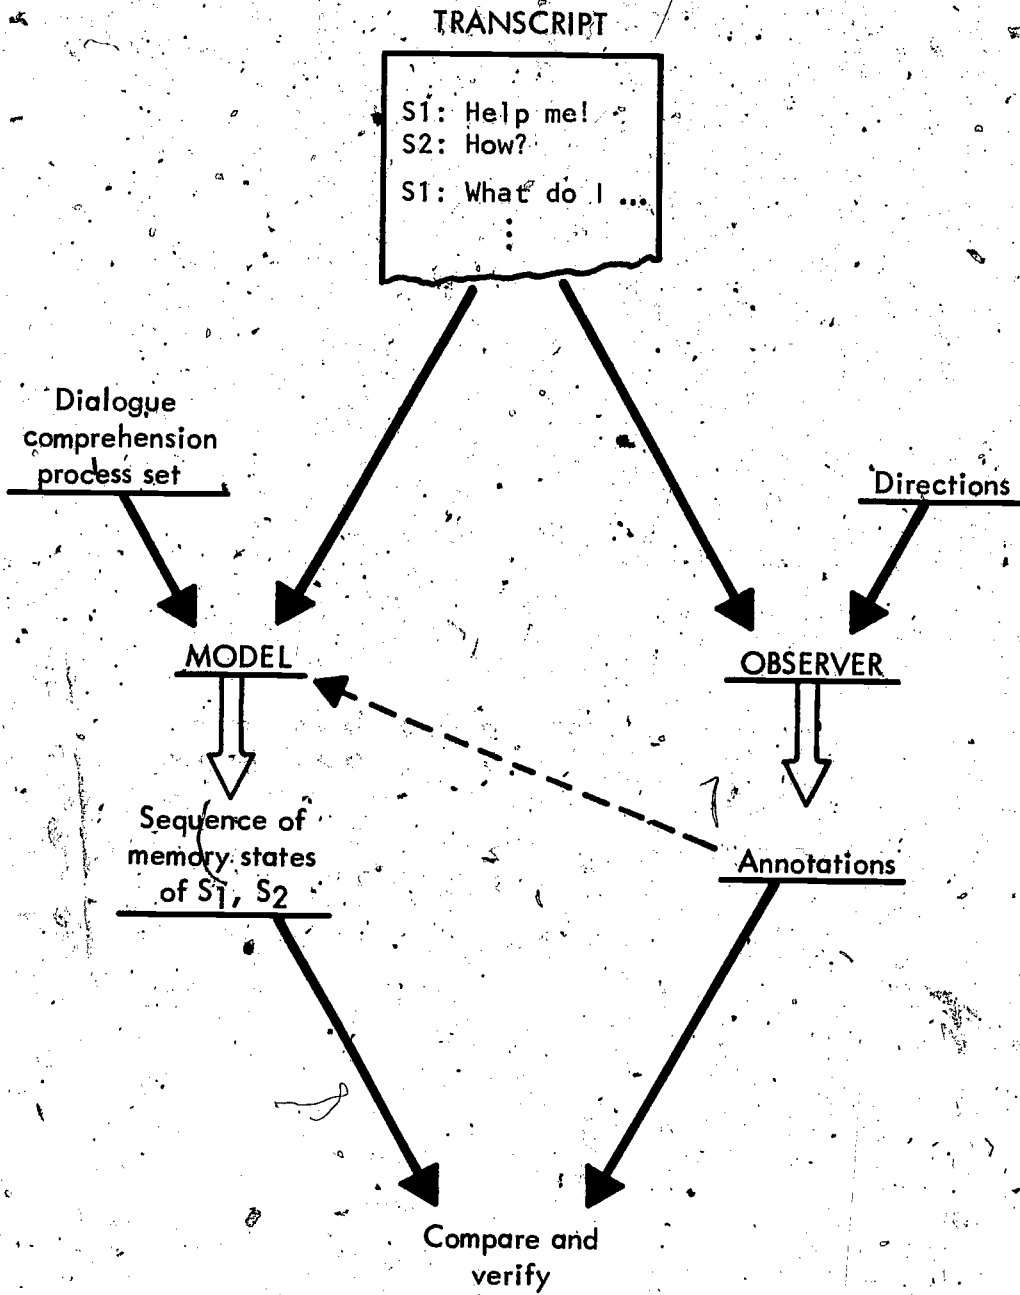 TRANSCRIPT
S1: Help me!
S2: How?
S1: What do I ...
Dialogue
comprehension
process set
Directions
MODEL
OBSERVER
Sequence of
memory states
of S1, S2
Annotations
Compare and
verify